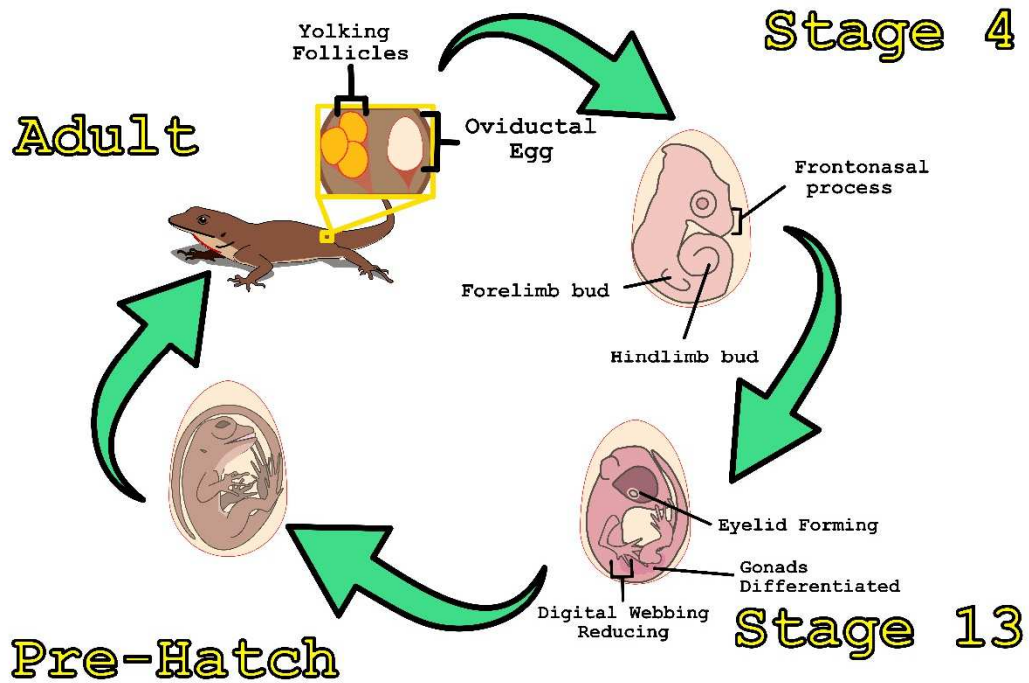 Yolking
Follicles
Stage 4
Adult
Oviductal
Egg
Frontonasal
process
Forelimb bud
Hindlimb bud
Eyelid Forming
Gonads
Differentiated
Digital Webbing
Reducing
Stage 13
Pre-Hatch